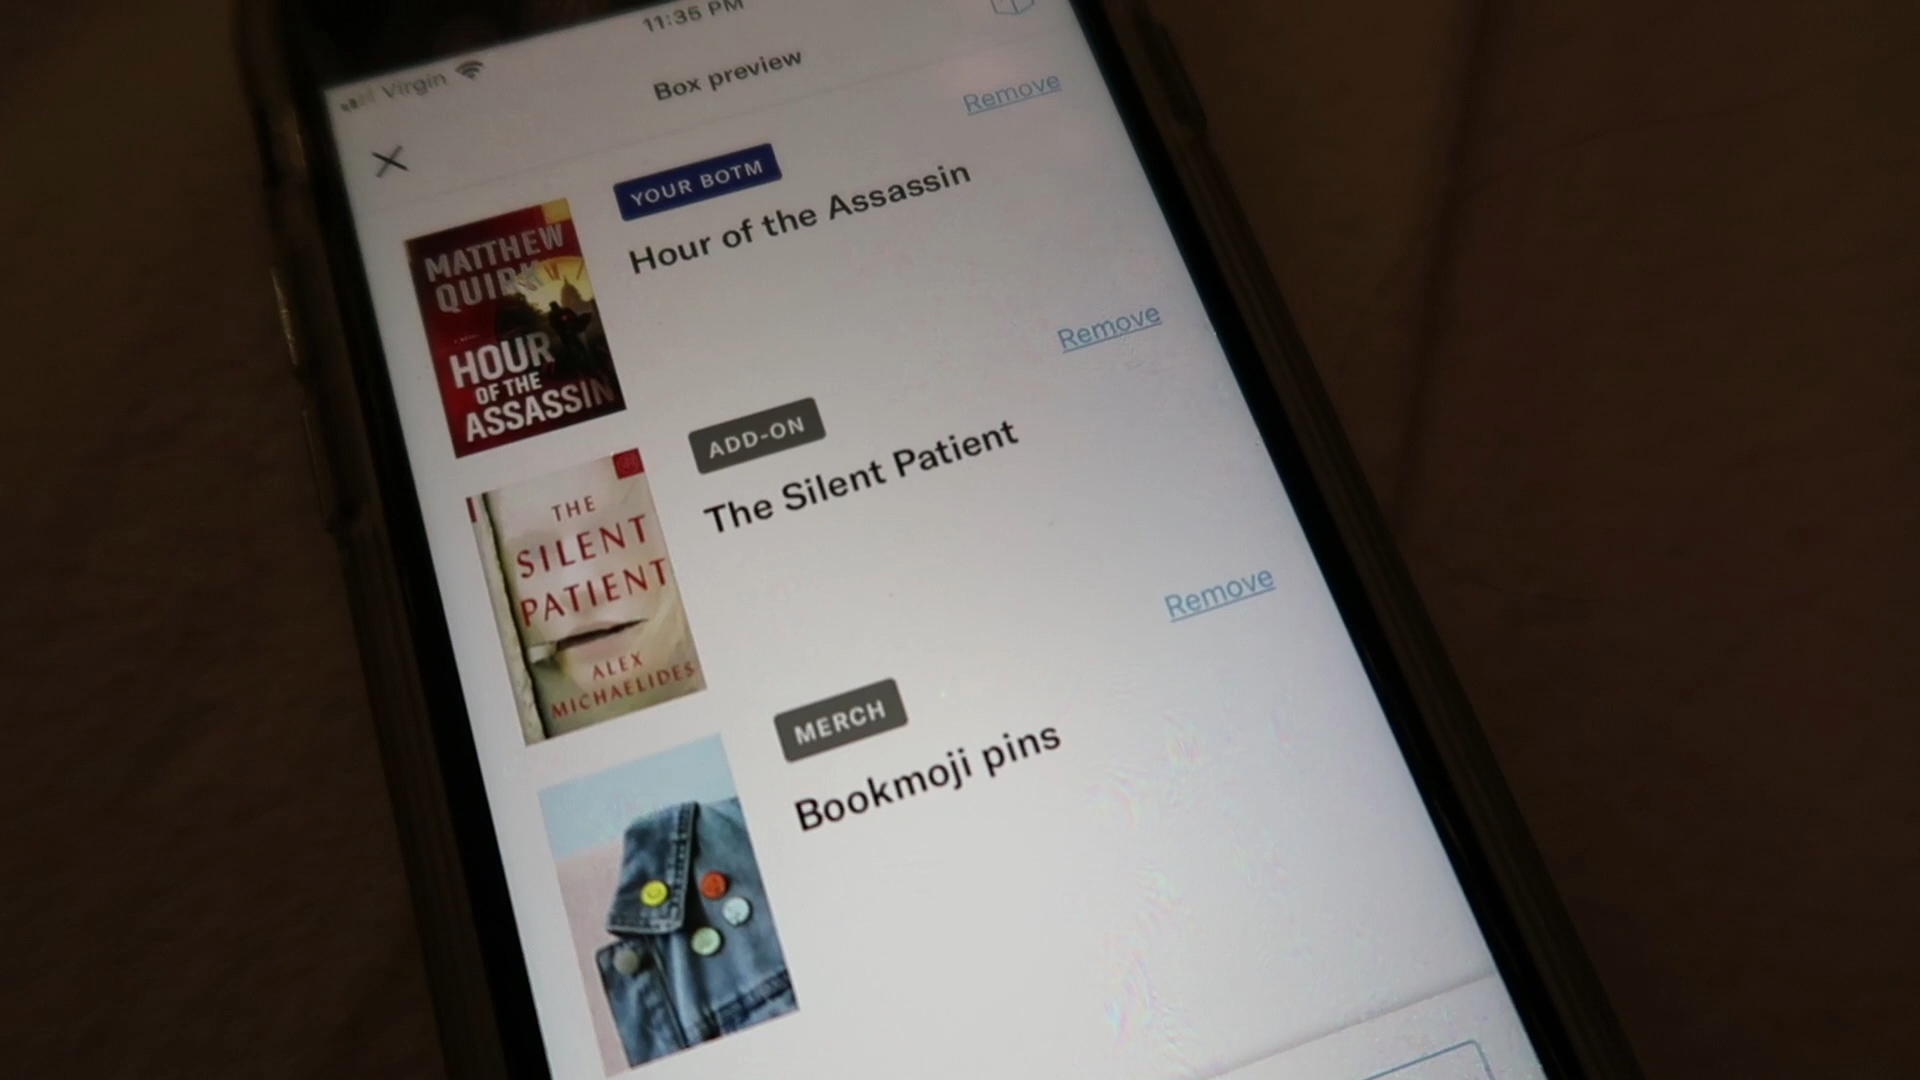 11:35 PM
Virgin
Box preview
Remove
YOUR BOTM
Hour of the Assassin
MATTHEW
QUIRK
HOUR
OF THE
ASSASSIN
Remove
ADD-ON
The Silent Patient
THE
SILENT
PATIENT
ALEX
MICHAELIDES
Remove
MERCH
Bookmoji pins